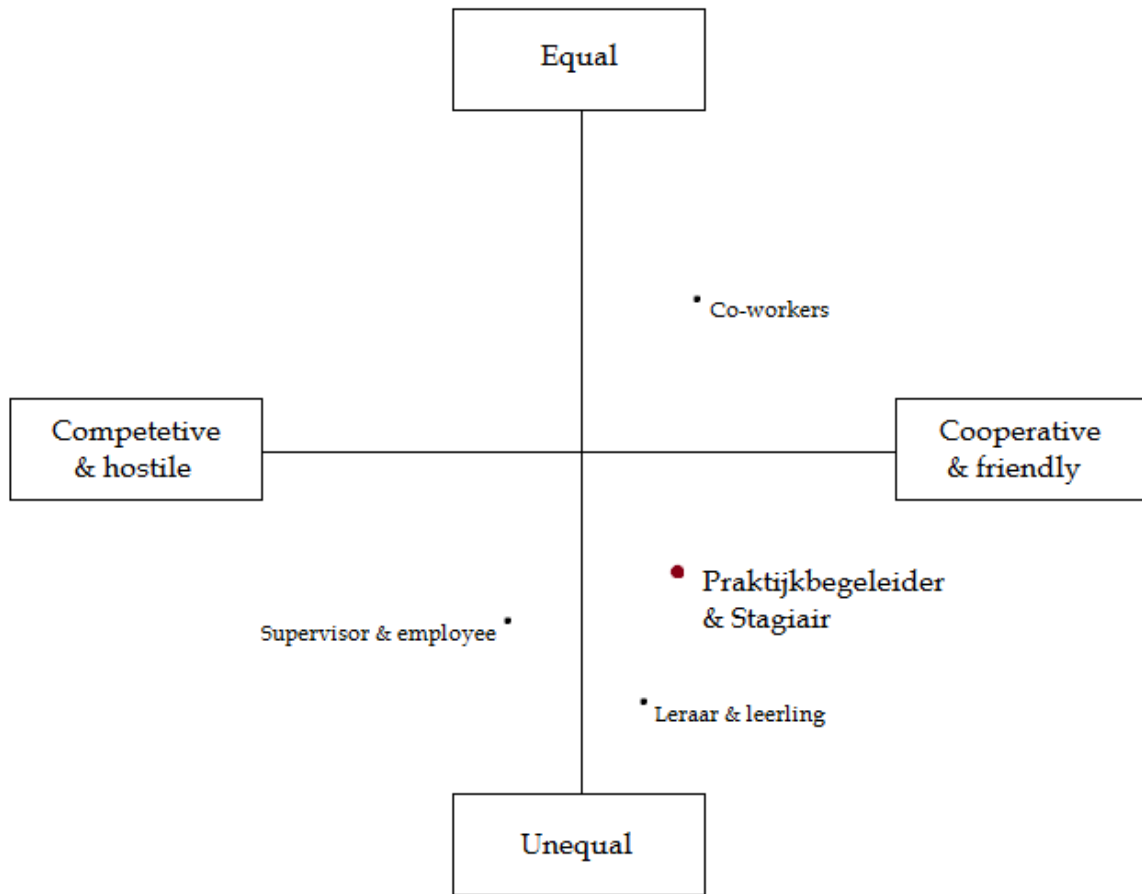 Equal
Co-workers
Competetive
& hostile
Cooperative
& friendly
Praktijkbegeleider
& Stagiair
Supervisor & employee
Leraar & leerling
Unequal